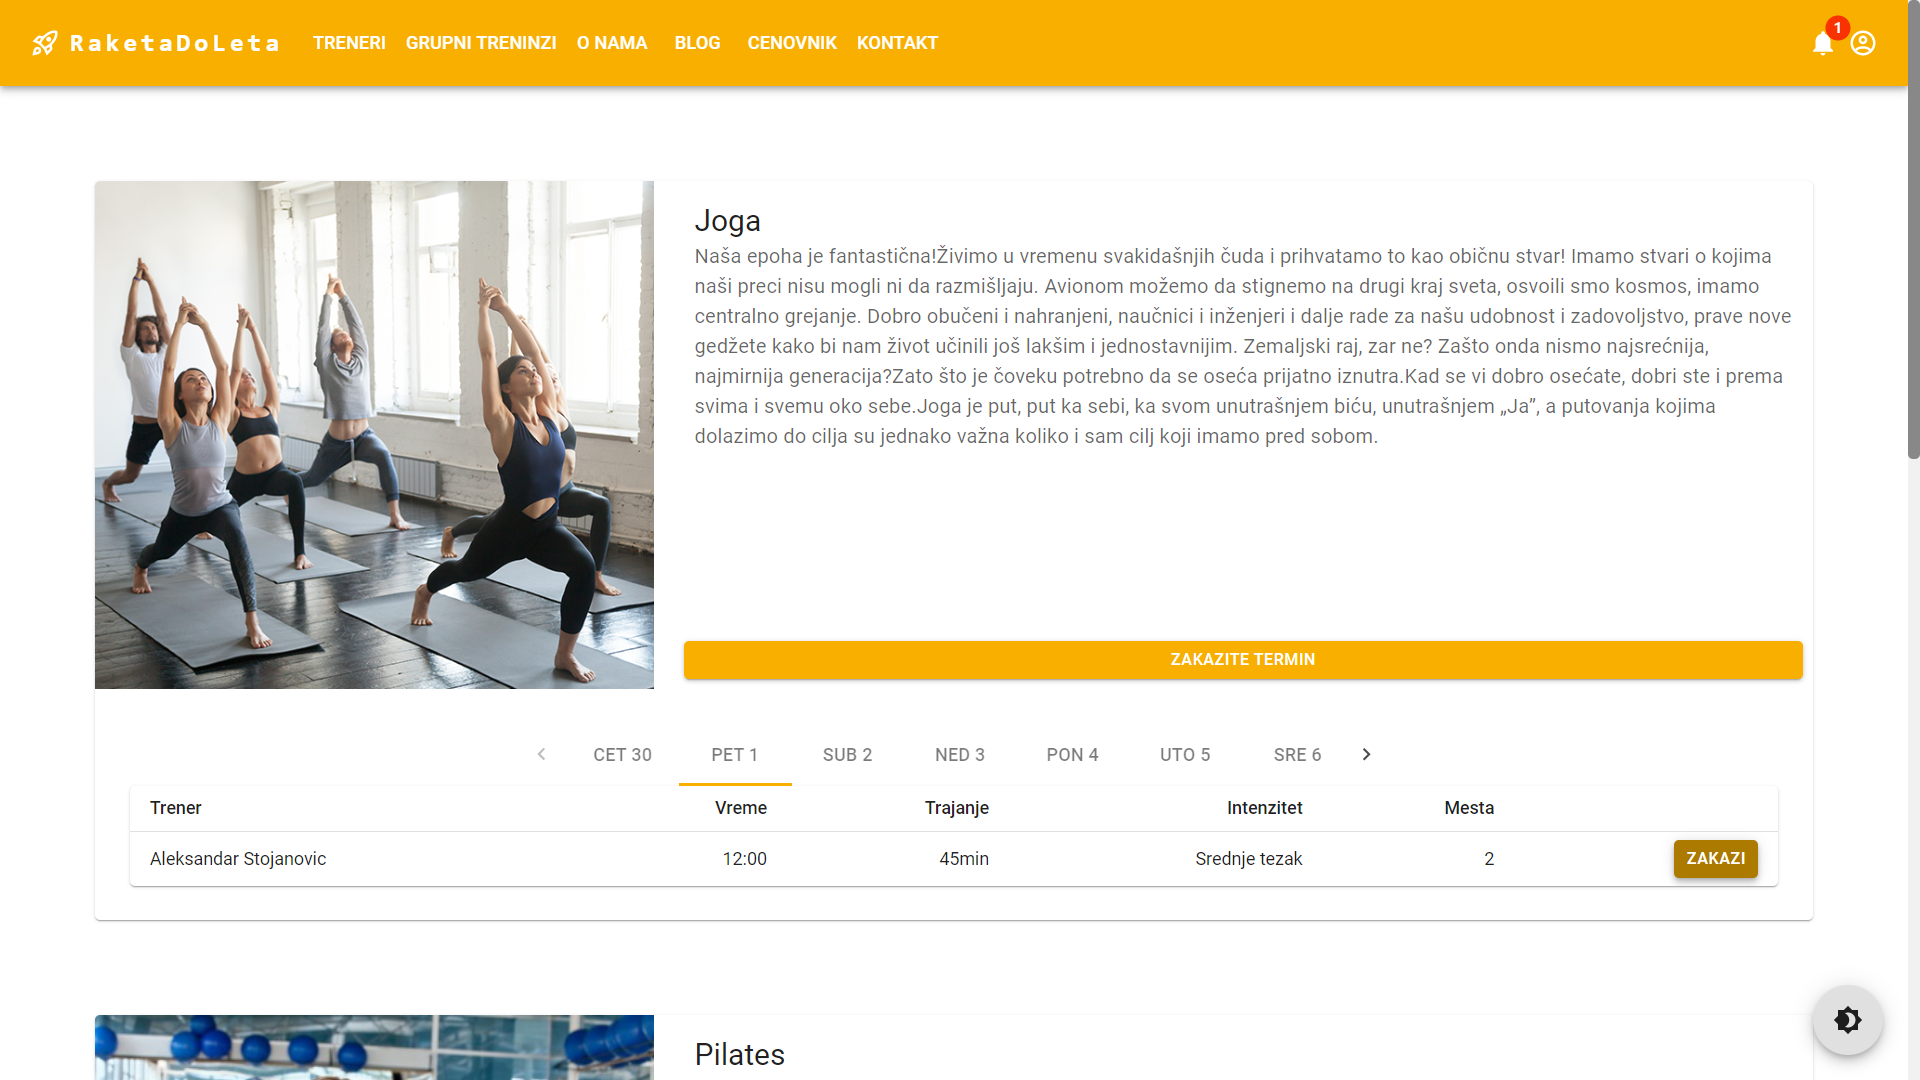 RaketaDoLeta TRENERI GRUPNI TRENINZI O NAMA BLOG CENOVNIK KONTAKT 1
Joga
Naša epoha je fantastična!Živimo u vremenu svakidašnjih čuda i prihvatamo to kao običnu stvar! Imamo stvari o kojima
naši preci nisu mogli ni da razmišljaju. Avionom možemo da stignemo na drugi kraj sveta, osvoili smo kosmos, imamo
centralno grejanje. Dobro obučeni i nahranjeni, naučnici i inženjeri i dalje rade za našu udobnost i zadovoljstvo, prave nove
gedžete kako bi nam život učinili još lakšim i jednostavnijim. Zemaljski raj, zar ne? Zašto onda nismo najsrećnija,
najmirnija generacija?Zato što je čoveku potrebno da se oseća prijatno iznutra.Kad se vi dobro osećate, dobri ste i prema
svima i svemu oko sebe.Joga je put, put ka sebi, ka svom unutrašnjem biću, unutrašnjem „Ja”, a putovanja kojima
dolazimo do cilja su jednako važna koliko i sam cilj koji imamo pred sobom.
ZAKAZITE TERMIN
CET 30 PET 1 SUB 2 NED 3 PON 4 UTO 5 SRE 6
Trener Vreme Trajanje Intenzitet Mesta
Aleksandar Stojanovic 12:00 45min Srednje tezak 2 ZAKAZI
Pilates